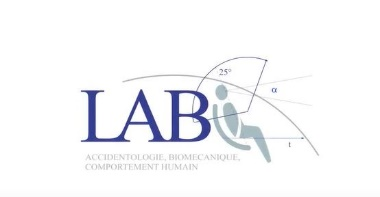 25°
α
LAB
t
ACCIDENTOLOGIE, BIOMECANIQUE,
COMPORTEMENT HUMAIN